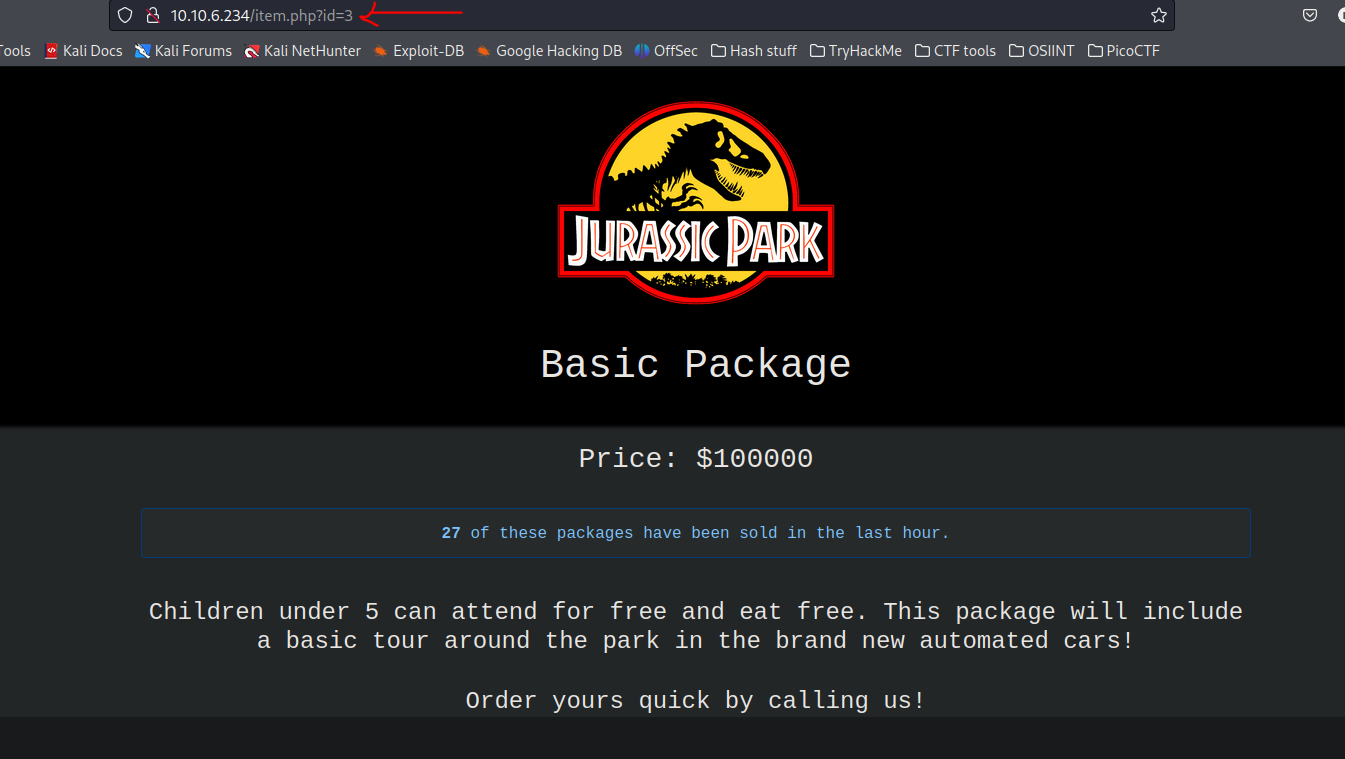 10.10.6.234/item.php?id=3
Tools Kali Docs Kali Forums Kali NetHunter Exploit-DB Google Hacking DB OffSec Hash stuff TryHackMe CTF tools OSIINT PicoCTF
JURASSIC PARK
Basic Package
Price: $100000
27 of these packages have been sold in the last hour.
Children under 5 can attend for free and eat free. This package will include
a basic tour around the park in the brand new automated cars!
Order yours quick by calling us!